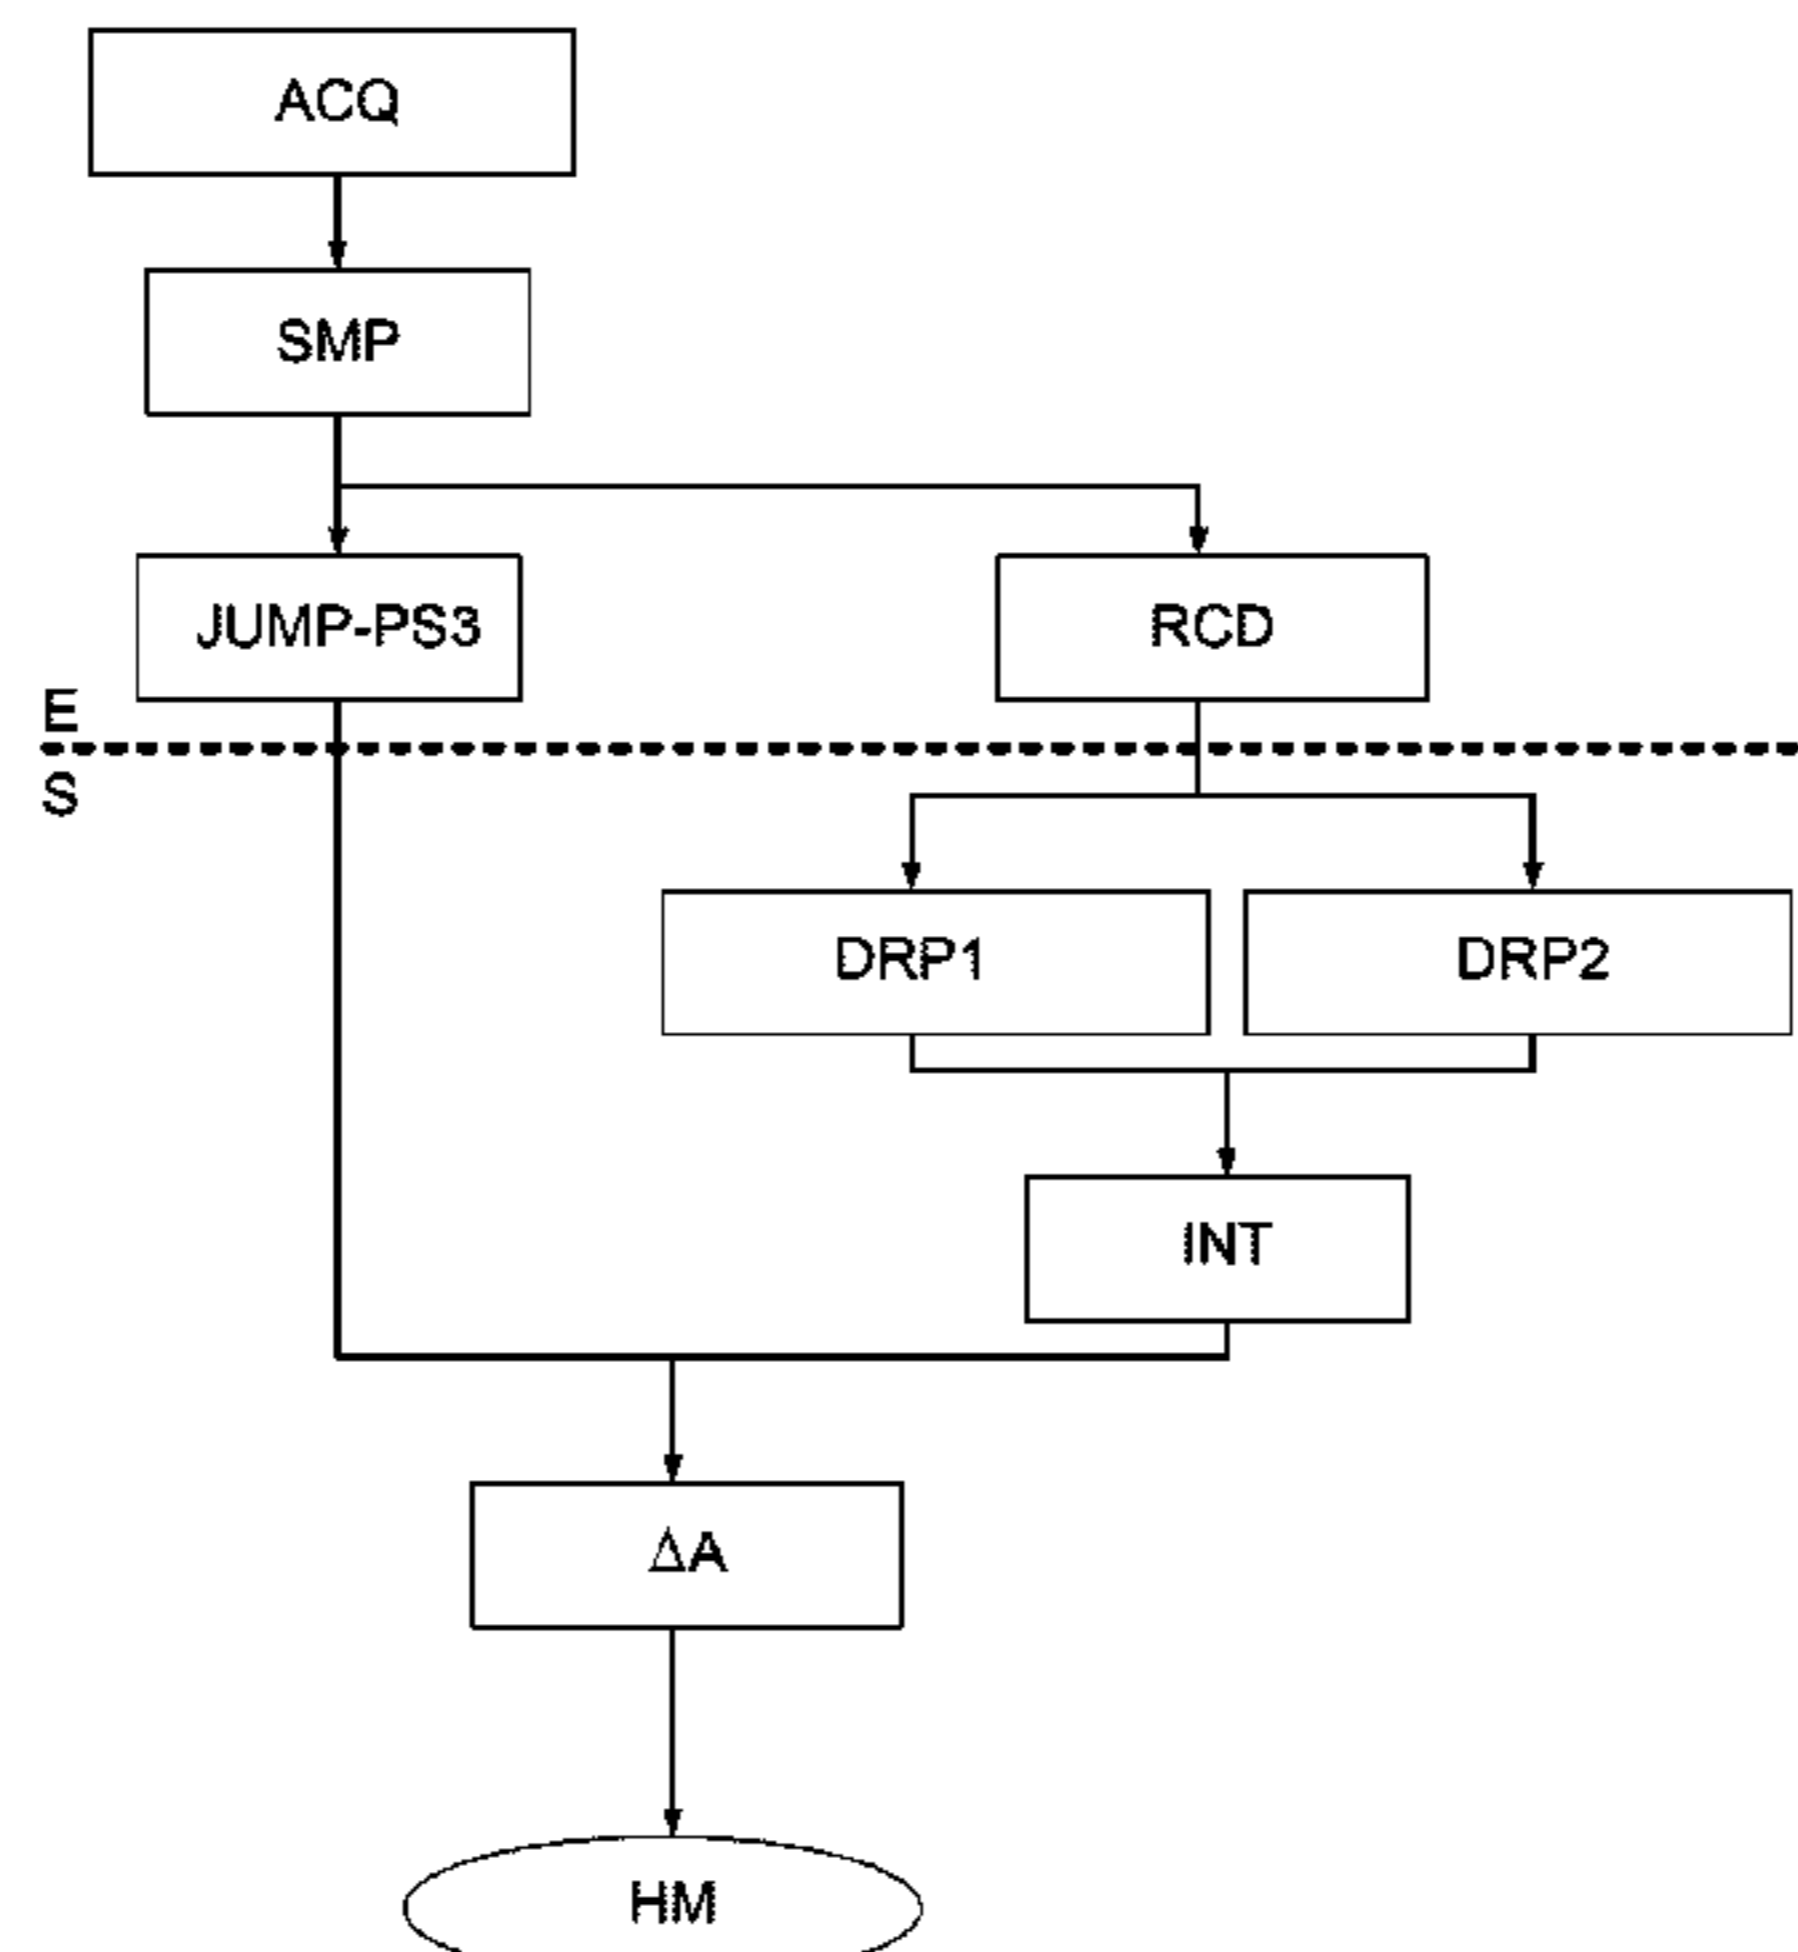 ACQ
SMP
JUMP-PS3
RCD
E
S
DRP1
DRP2
INT
ΔA
HM